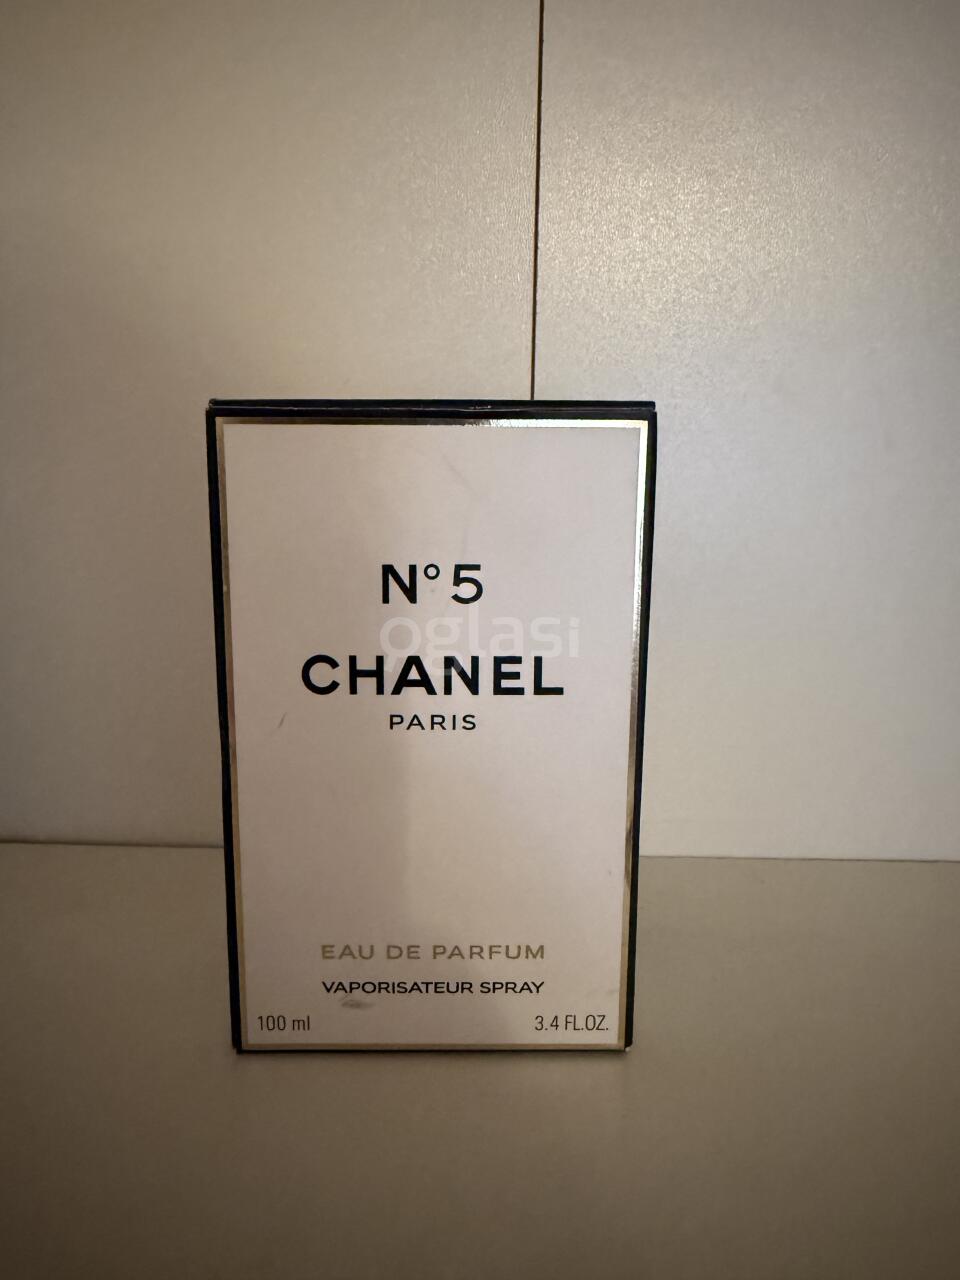 N° 5
oglasi
CHANEL
PARIS
EAU DE PARFUM
VAPORISATEUR SPRAY
100 ml 3.4 FL.OZ.